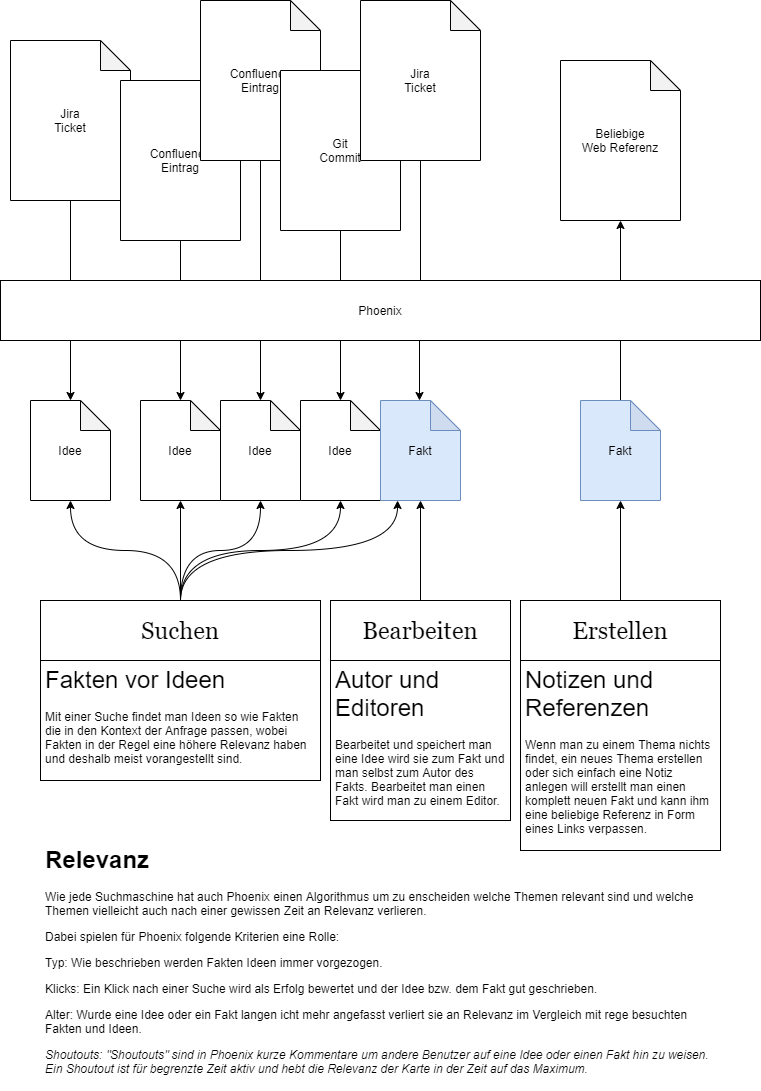 Jira
Ticket
Confluenc
Eintrag
Confluenc
Eintrag
Git
Commit
Jira
Ticket
Beliebige
Web Referenz
Phoenix
Idee
Idee
Idee
Idee
Fakt
Fakt
Suchen
Fakten vor Ideen
Mit einer Suche findet man Ideen so wie Fakten
die in den Kontext der Anfrage passen, wobei
Fakten in der Regel eine höhere Relevanz haben
und deshalb meist vorangestellt sind.
Bearbeiten
Autor und
Editoren
Bearbeitet und speichert man
eine Idee wird sie zum Fakt und
man selbst zum Autor des
Fakts. Bearbeitet man einen
Fakt wird man zu einem Editor.
Erstellen
Notizen und
Referenzen
Wenn man zu einem Thema nichts
findet, ein neues Thema erstellen
oder sich einfach eine Notiz
anlegen will erstellt man einen
komplett neuen Fakt und kann ihm
eine beliebige Referenz in Form
eines Links verpassen.
Relevanz
Wie jede Suchmaschine hat auch Phoenix einen Algorithmus um zu enscheiden welche Themen relevant sind und welche
Themen vielleicht auch nach einer gewissen Zeit an Relevanz verlieren.
Dabei spielen für Phoenix folgende Kriterien eine Rolle:
Typ: Wie beschrieben werden Fakten Ideen immer vorgezogen.
Klicks: Ein Klick nach einer Suche wird als Erfolg bewertet und der Idee bzw. dem Fakt gut geschrieben.
Alter: Wurde eine Idee oder ein Fakt langen icht mehr angefasst verliert sie an Relevanz im Vergleich mit rege besuchten
Fakten und Ideen.
Shoutouts: "Shoutouts" sind in Phoenix kurze Kommentare um andere Benutzer auf eine Idee oder einen Fakt hin zu weisen.
Ein Shoutout ist für begrenzte Zeit aktiv und hebt die Relevanz der Karte in der Zeit auf das Maximum.